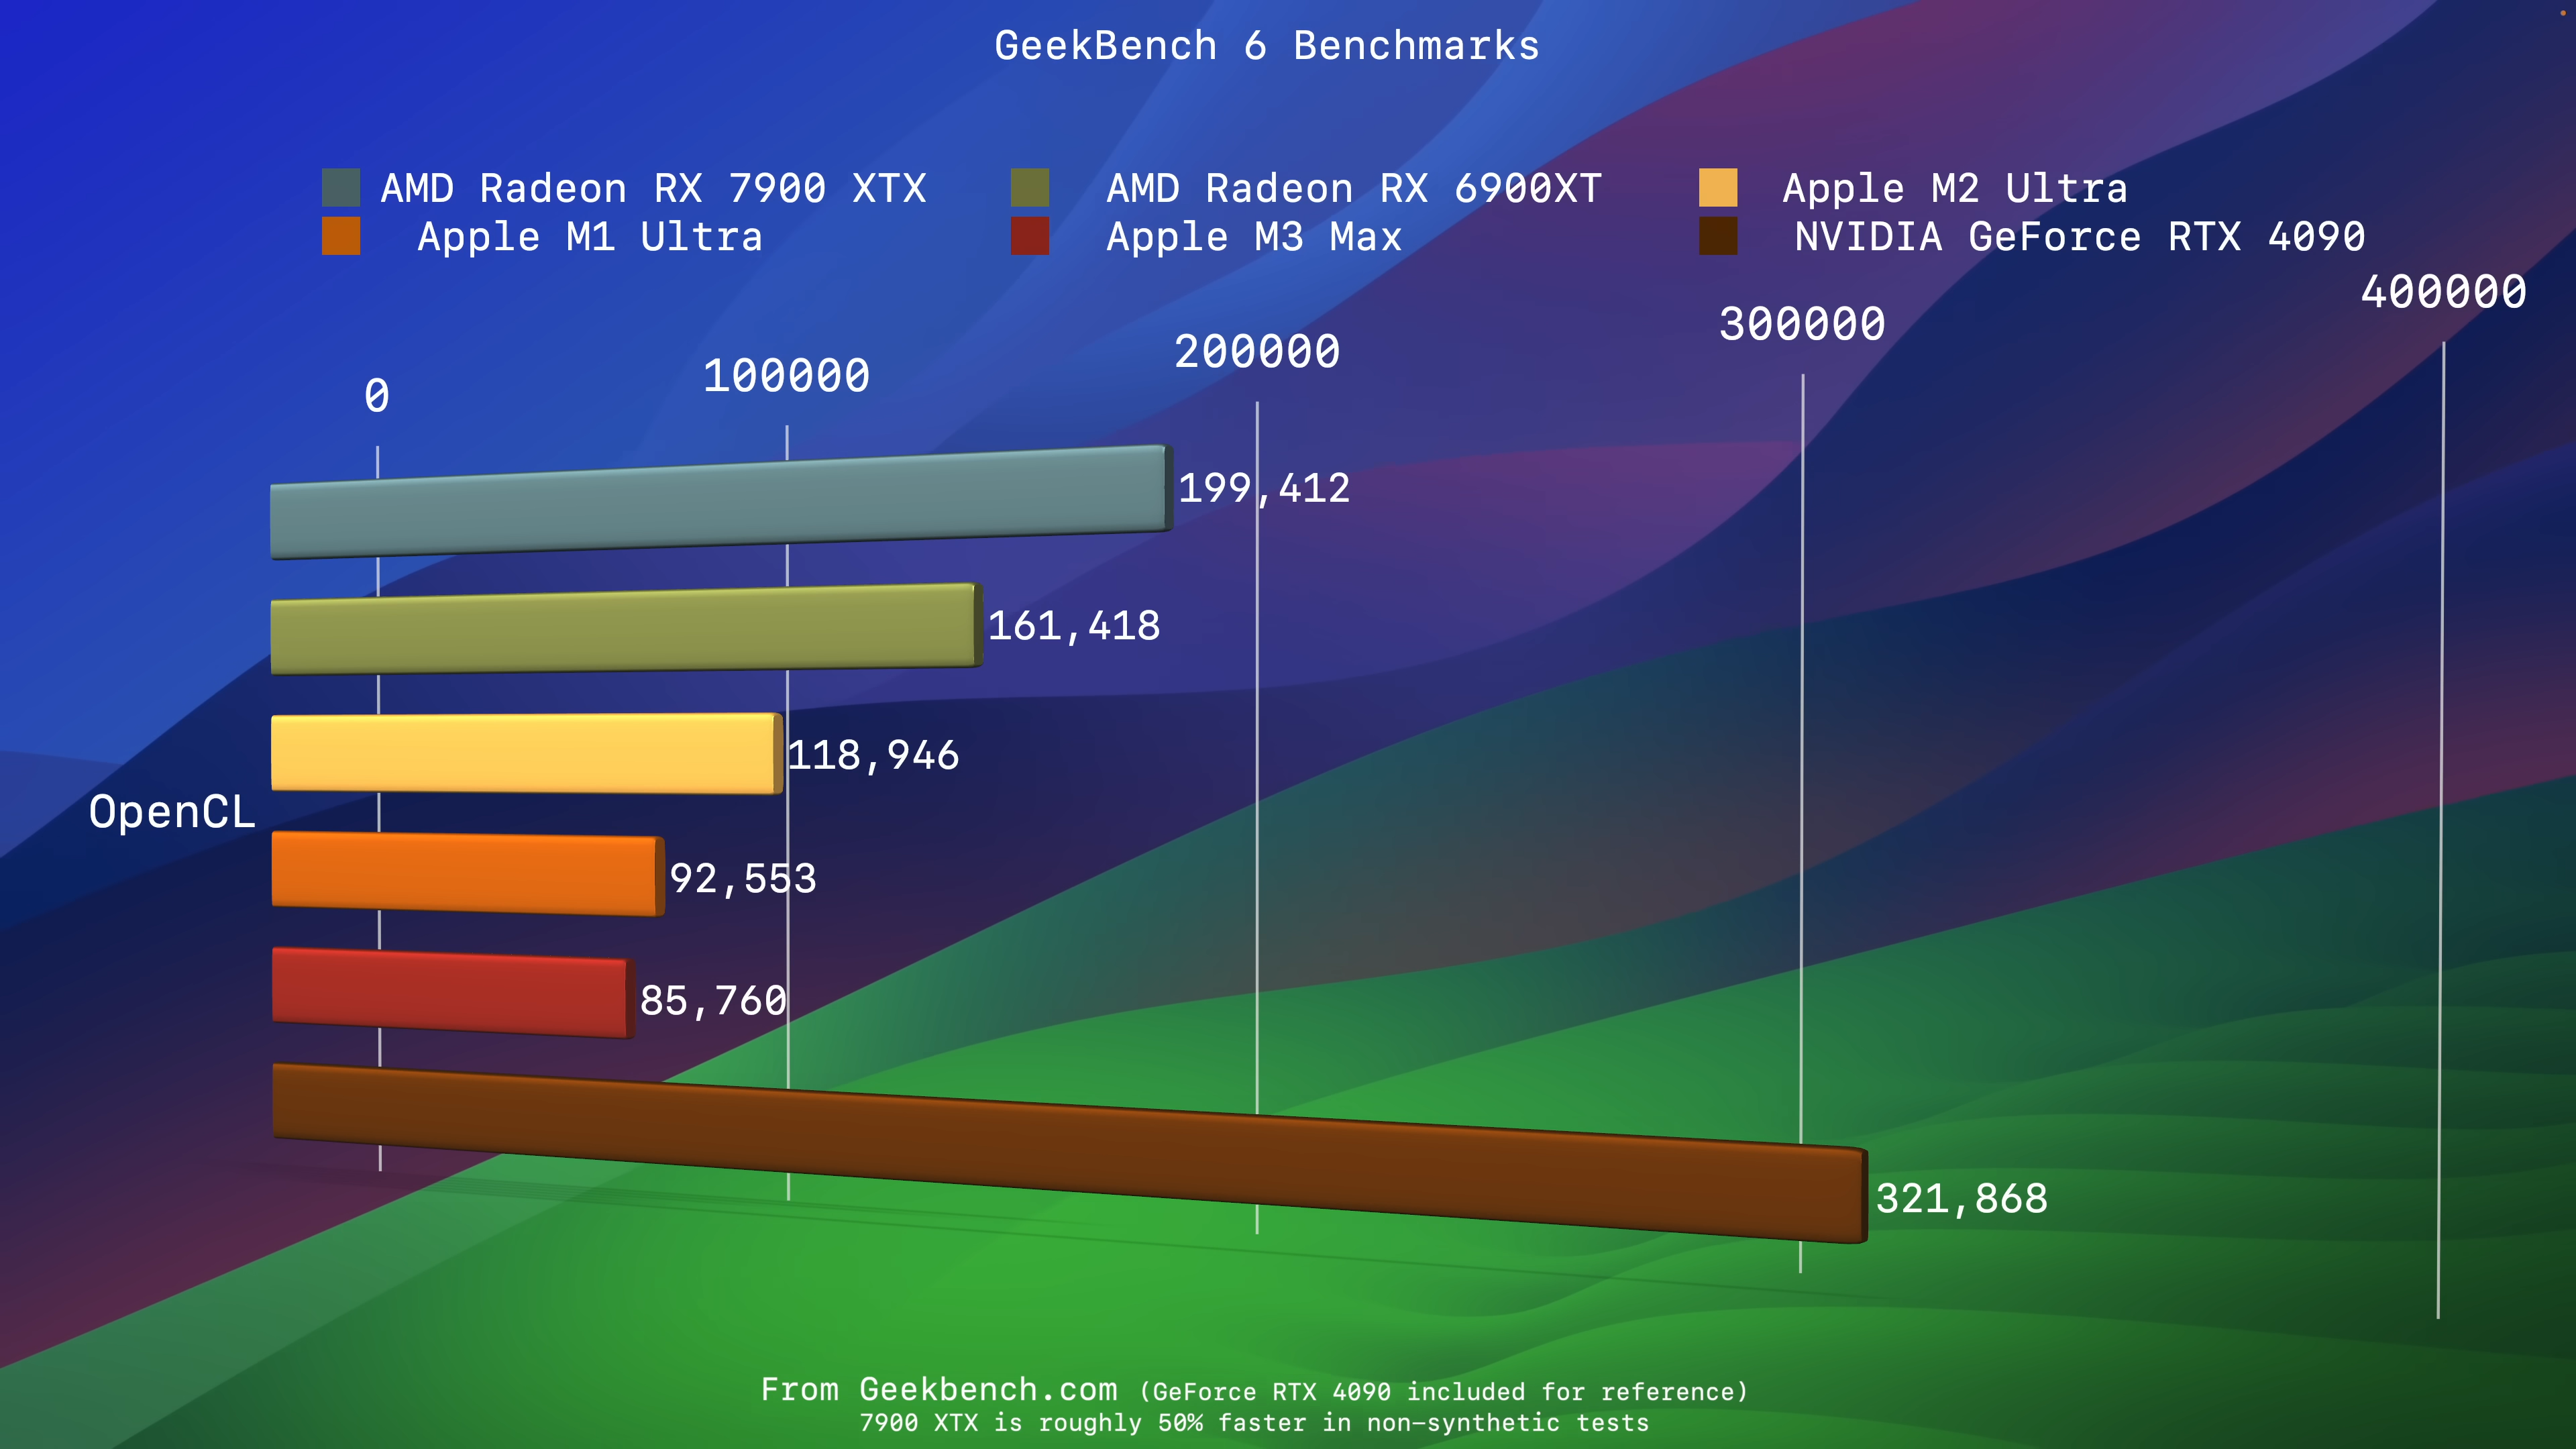 GeekBench 6 Benchmarks
AMD Radeon RX 7900 XTX
AMD Radeon RX 6900XT
Apple M2 Ultra
Apple M1 Ultra
Apple M3 Max
NVIDIA GeForce RTX 4090
0
100000
200000
300000
400000
199,412
161,418
118,946
OpenCL
92,553
85,760
321,868
From Geekbench.com (GeForce RTX 4090 included for reference)
7900 XTX is roughly 50% faster in non-synthetic tests